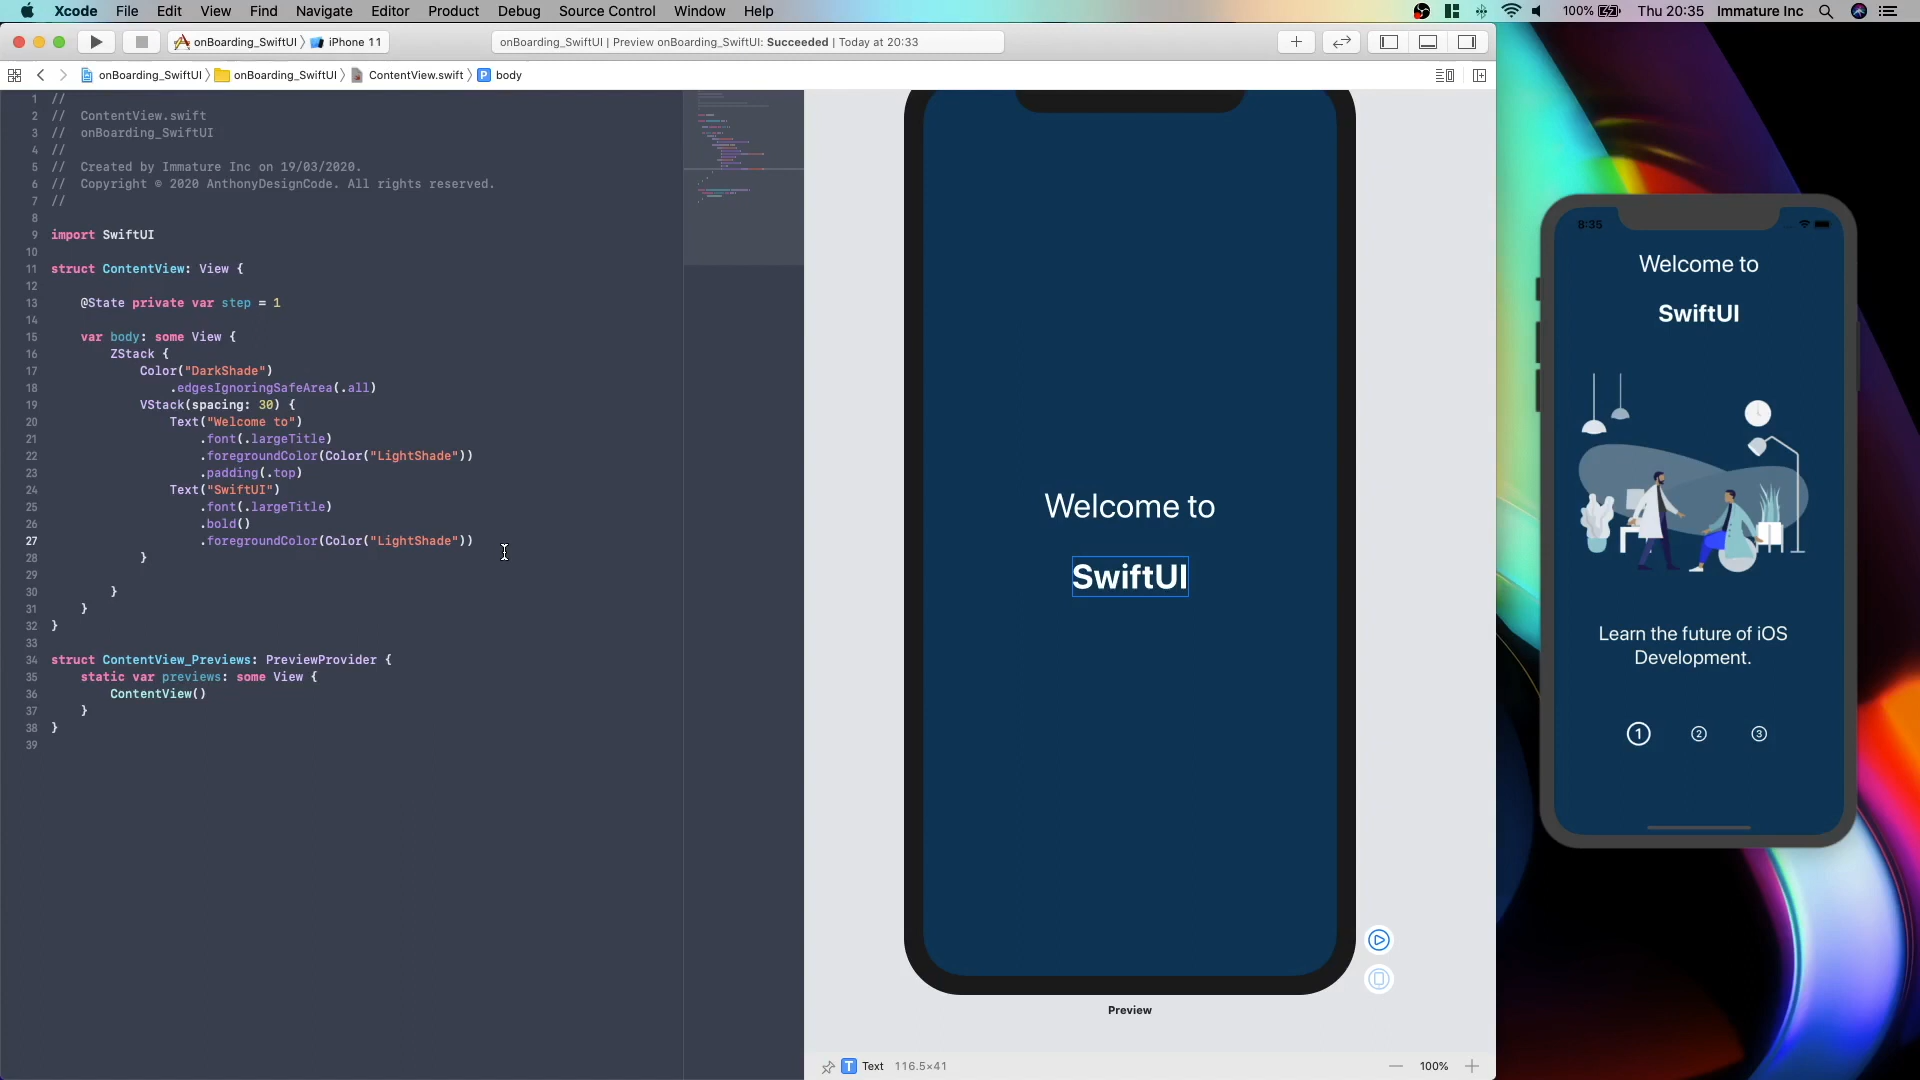 Xcode File Edit View Find Navigate Editor Product Debug Source Control Window Help 100% Thu 20:35 Immature Inc
onBoarding_SwiftUI iPhone 11 onBoarding_SwiftUI | Preview onBoarding_SwiftUI: Succeeded | Today at 20:33
onBoarding_SwiftUI onBoarding_SwiftUI ContentView.swift P body
1 //
2 // ContentView.swift
3 // onBoarding_SwiftUI
4 //
5 // Created by Immature Inc on 19/03/2020.
6 // Copyright © 2020 AnthonyDesignCode. All rights reserved.
7 //
8
9 import SwiftUI
10
11 struct ContentView: View {
12
13 @State private var step = 1
14
15 var body: some View {
16 ZStack {
17 Color("DarkShade")
18 .edgesIgnoringSafeArea(.all)
19 VStack(spacing: 30) {
20 Text("Welcome to")
21 .font(.largeTitle)
22 .foregroundColor(Color("LightShade"))
23 .padding(.top)
24 Text("SwiftUI")
25 .font(.largeTitle)
26 .bold()
27 .foregroundColor(Color("LightShade"))
28 }
29
30 }
31 }
32 }
33
34 struct ContentView_Previews: PreviewProvider {
35 static var previews: some View {
36 ContentView()
37 }
38 }
39
Welcome to
SwiftUI
Preview
T Text 116.5×41 100%
8:35
Welcome to
SwiftUI
Learn the future of iOS
Development.
1 2 3